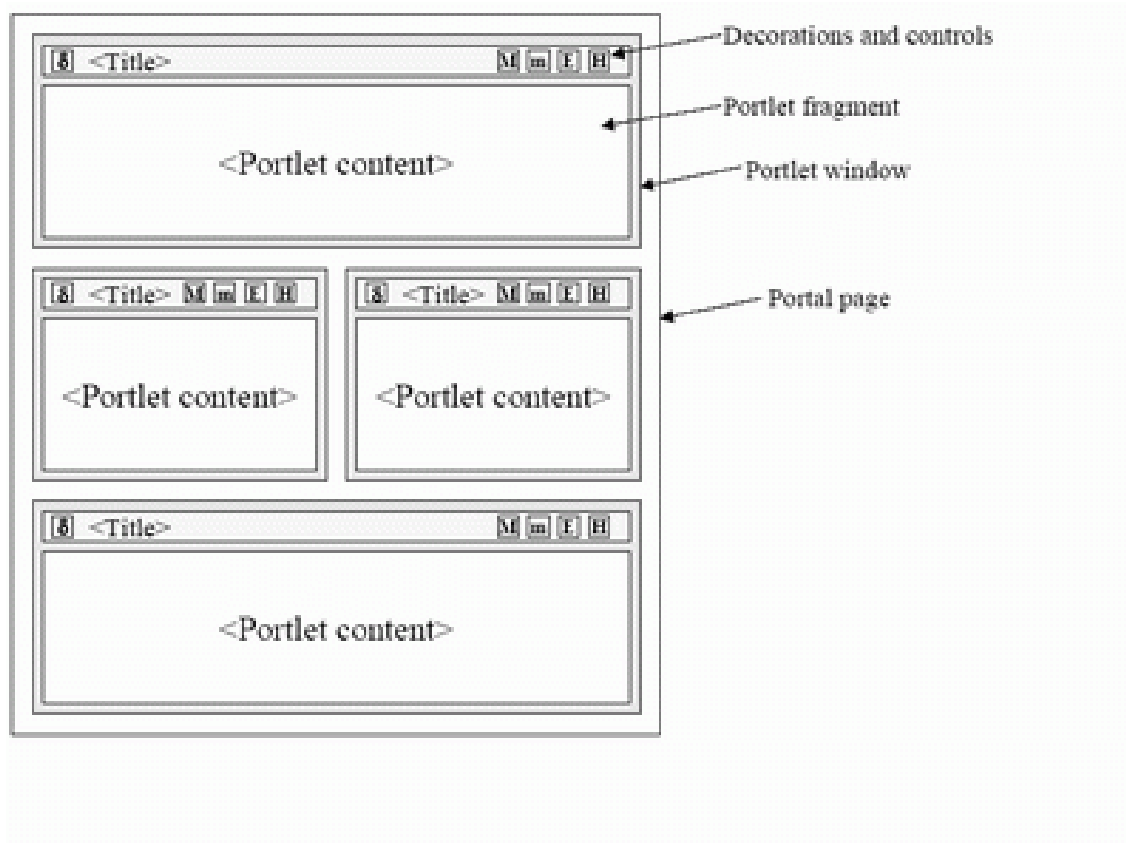 <Title> M m E H
Decorations and controls
Portlet fragment
<Portlet content>
Portlet window
<Title> M m E H
<Title> M m E H
Portal page
<Portlet content>
<Portlet content>
<Title> M m E H
<Portlet content>